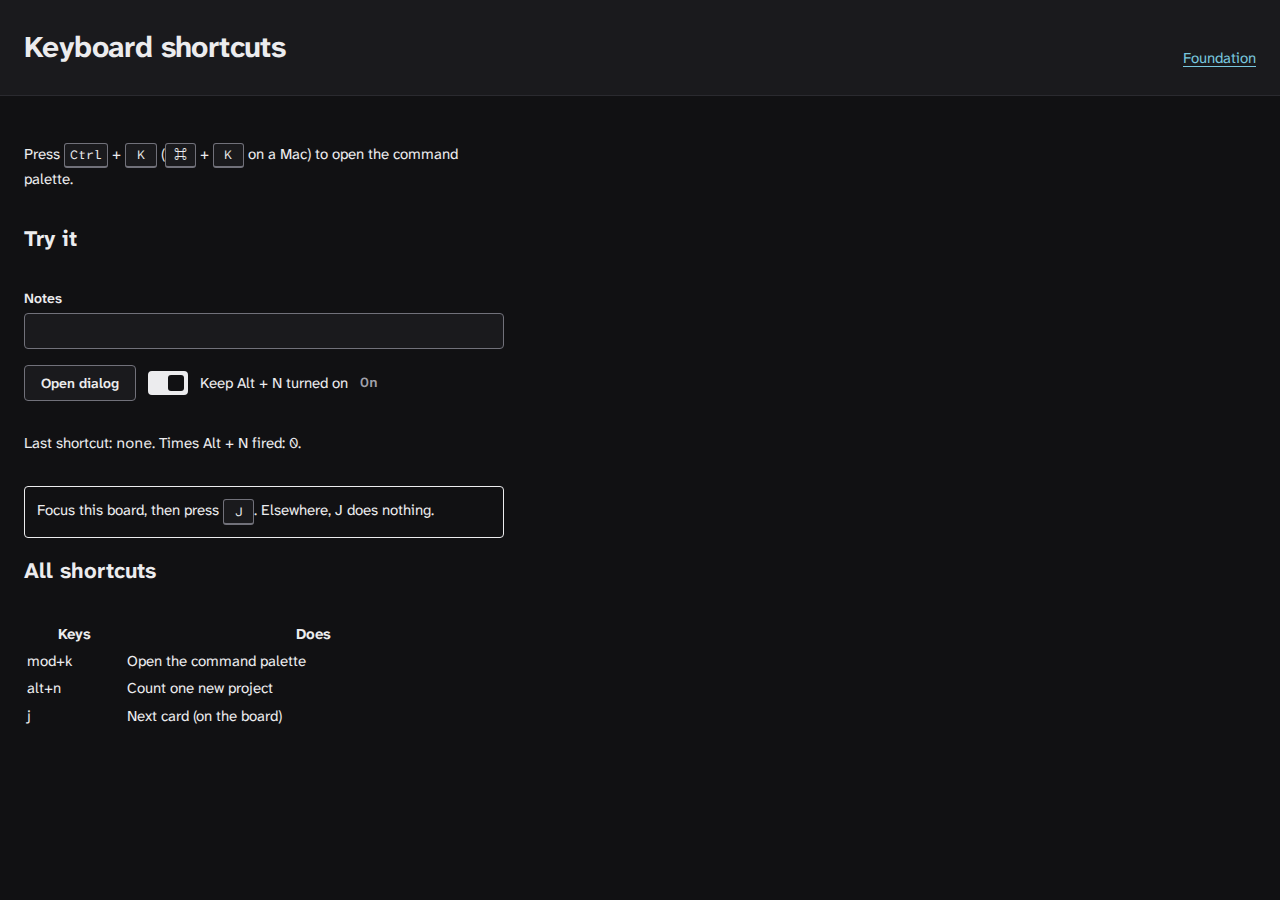 Keyboard shortcuts
Foundation
Press Ctrl + K (⌘ + K on a Mac) to open the command
palette.
Try it
Notes
Open dialog Keep Alt + N turned on On
Last shortcut: none. Times Alt + N fired: 0.
Focus this board, then press J. Elsewhere, J does nothing.
All shortcuts
Keys Does
mod+k Open the command palette
alt+n Count one new project
j Next card (on the board)